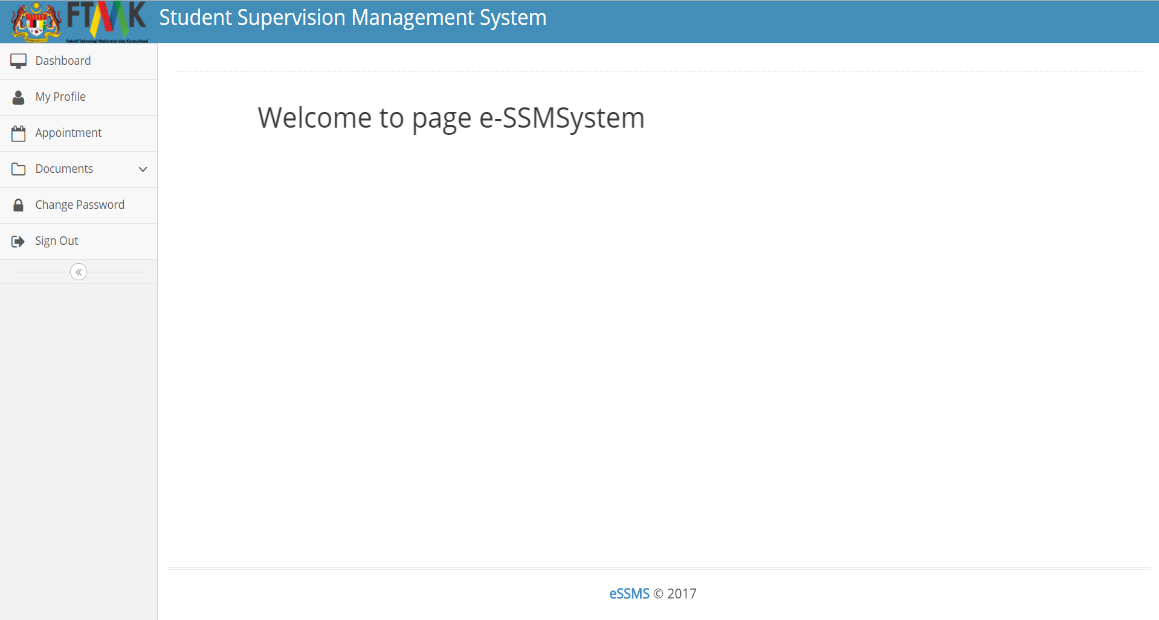 FTMK
Student Supervision Management System
Dashboard
My Profile
Appointment
Documents
Change Password
Sign Out
Welcome to page e-SSMSystem
eSSMS © 2017